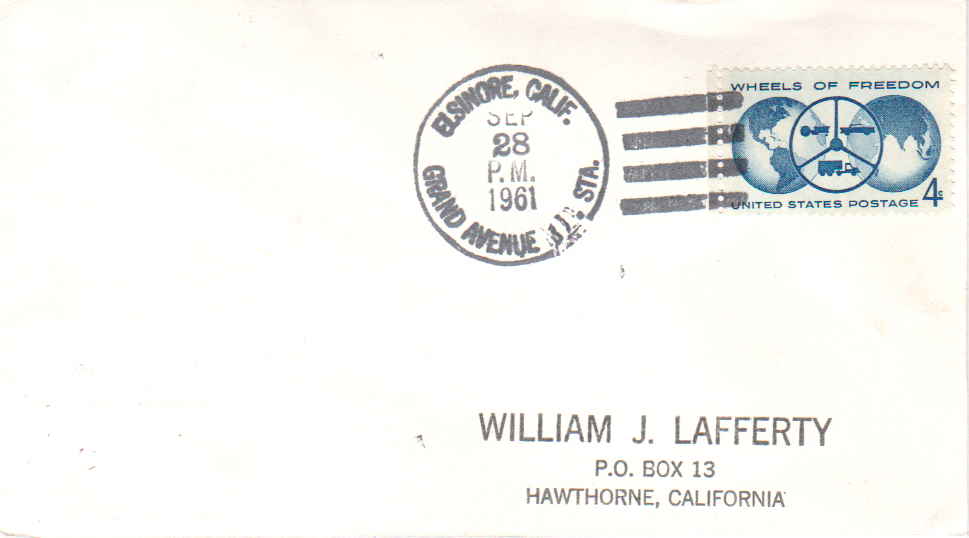 ELSINORE, CALIF.
SEP
28
P.M.
1961
GRAND AVENUE STA.
WHEELS OF FREEDOM
4¢
UNITED STATES POSTAGE
WILLIAM J. LAFFERTY
P.O. BOX 13
HAWTHORNE, CALIFORNIA